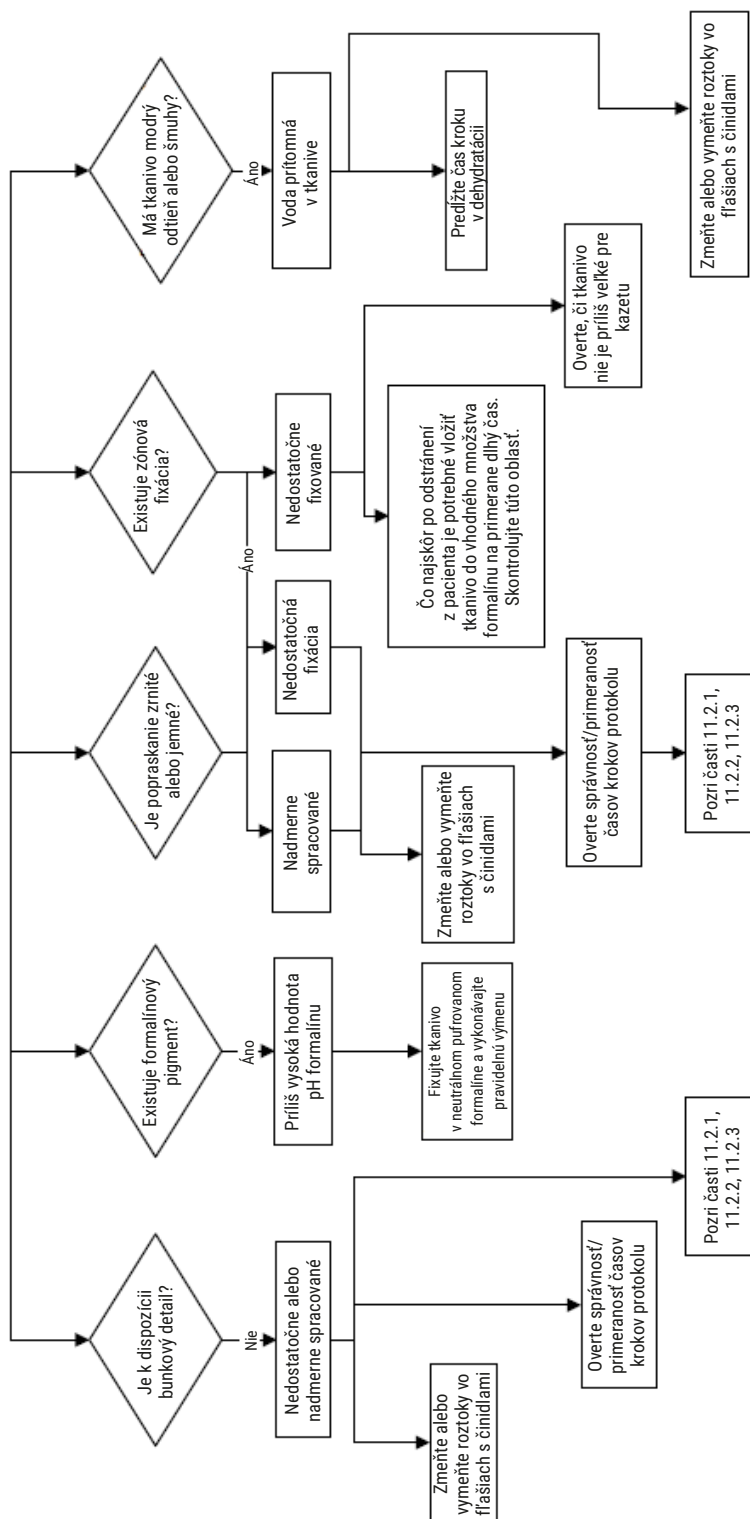 Je k dispozícii
bunkový detail?
Nie
Nedostatočne alebo
nadmerne spracované
Zmeňte alebo
vymeňte roztoky vo
fľašiach s činidlami
Overte správnosť/
primeranosť časov
krokov protokolu
Pozri časti 11.2.1,
11.2.2, 11.2.3
Existuje formalínový
pigment?
Áno
Príliš vysoká hodnota
pH formalínu
Fixujte tkanivo
v neutrálnom pufrovanom
formalíne a vykonávajte
pravidelnú výmenu
Je popraskanie zrnité
alebo jemné?
Nadmerne
spracované
Nedostatočná
fixácia
Zmeňte alebo vymeňte
roztoky vo fľašiach
s činidlami
Overte správnosť/primeranosť
časov krokov protokolu
Pozri časti 11.2.1,
11.2.2, 11.2.3
Existuje zónová
fixácia?
Áno
Nedostatočne
fixované
Čo najskôr po odstránení
z pacienta je potrebné vložiť
tkanivo do vhodného množstva
formalínu na primerane dlhý čas.
Skontrolujte túto oblasť.
Overte, či tkanivo
nie je príliš veľké pre
kazetu
Má tkanivo modrý
odtieň alebo šmuhy?
Áno
Voda prítomná
v tkanive
Predĺžte čas kroku
v dehydratácii
Zmeňte alebo vymeňte roztoky vo
fľašiach s činidlami